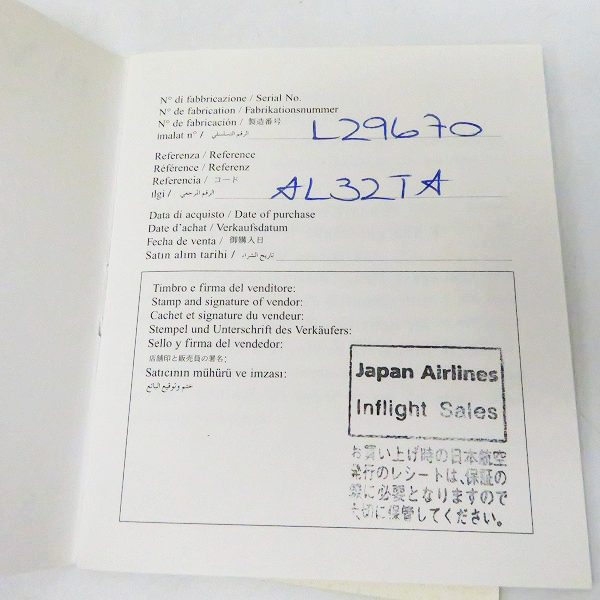 N° di fabbricazione / Serial No.
N° de fabrication / Fabrikationsnummer
N° de fabricación / 製造番号
imalat n° / الرقم التسلسلي L29670
Referenza / Reference
Référence / Referenz
Referencia / コード
ilgi / الرقم المرجعي AL32TA
Data di acquisto / Date of purchase
Date d'achat / Verkaufsdatum
Fecha de venta / 御購入日
Satın alım tarihi / تاريخ الشراء
Timbro e firma del venditore:
Stamp and signature of vendor:
Cachet et signature du vendeur:
Stempel und Unterschrift des Verkäufers:
Sello y firma del vendedor:
店舗印と販売員の署名:
Satıcının mühürü ve imzası:
ختم وتوقيع البائع
Japan Airlines
Inflight Sales
お買い上げ時の日本航空
発行のレシートは、保証の
際に必要となりますので
大切に保管してください。